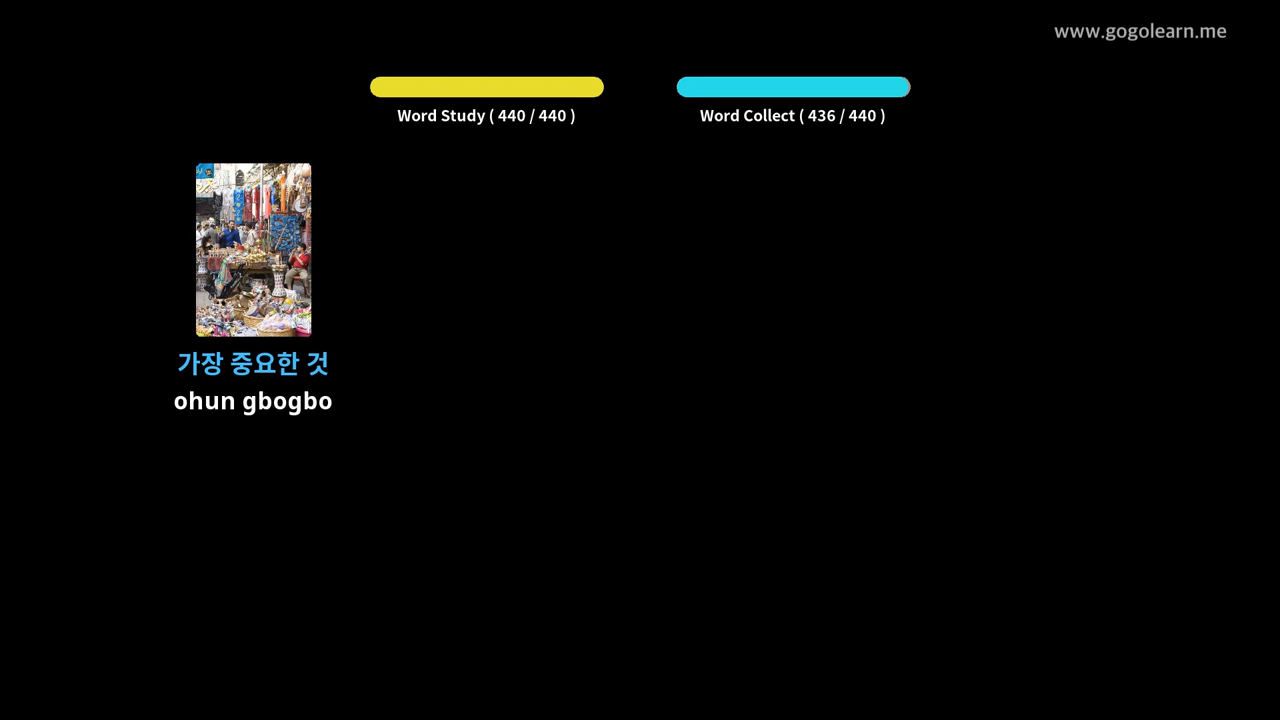 www.gogolearn.me
Word Study ( 440 / 440 )
Word Collect ( 436 / 440 )
가장 중요한 것
ohun gbogbo